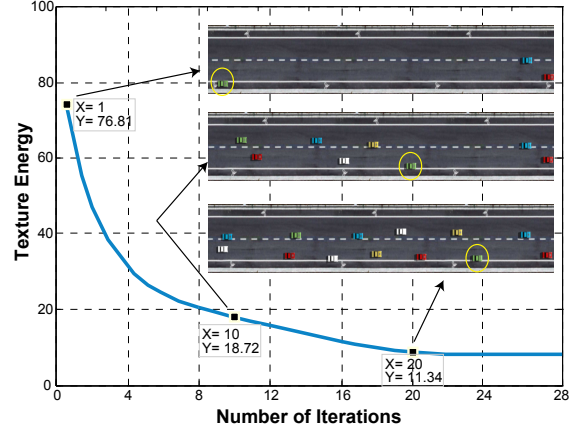 100
80
60
40
20
0
Texture Energy
X= 1
Y= 76.81
X= 10
Y= 18.72
X= 20
Y= 11.34
0 4 8 12 16 20 24 28
Number of Iterations